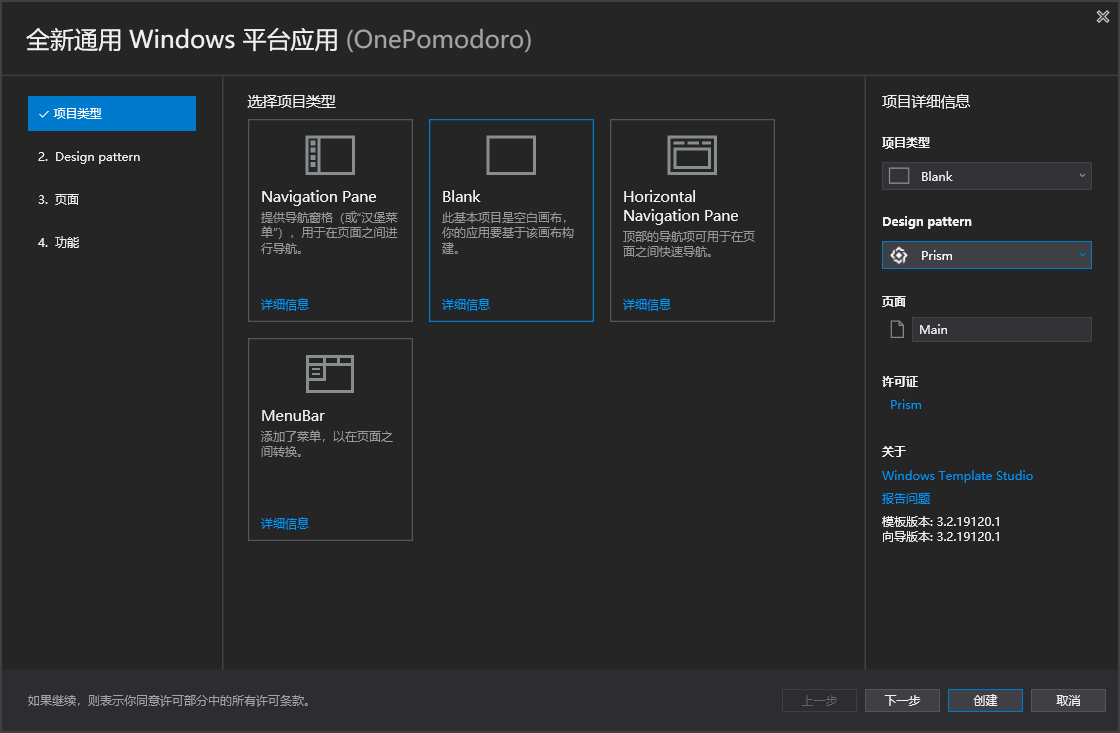 全新通用 Windows 平台应用 (OnePomodoro)
项目类型
2. Design pattern
3. 页面
4. 功能
选择项目类型
Navigation Pane
提供导航窗格（或“汉堡菜
单”），用于在页面之间进
行导航。
详细信息
Blank
此基本项目是空白画布，
你的应用要基于该画布构
建。
详细信息
Horizontal
Navigation Pane
顶部的导航项可用于在页
面之间快速导航。
详细信息
MenuBar
添加了菜单，以在页面之
间转换。
详细信息
项目详细信息
项目类型
Blank
Design pattern
Prism
页面
Main
许可证
Prism
关于
Windows Template Studio
报告问题
模板版本: 3.2.19120.1
向导版本: 3.2.19120.1
如果继续，则表示你同意许可部分中的所有许可条款。
上一步
下一步
创建
取消